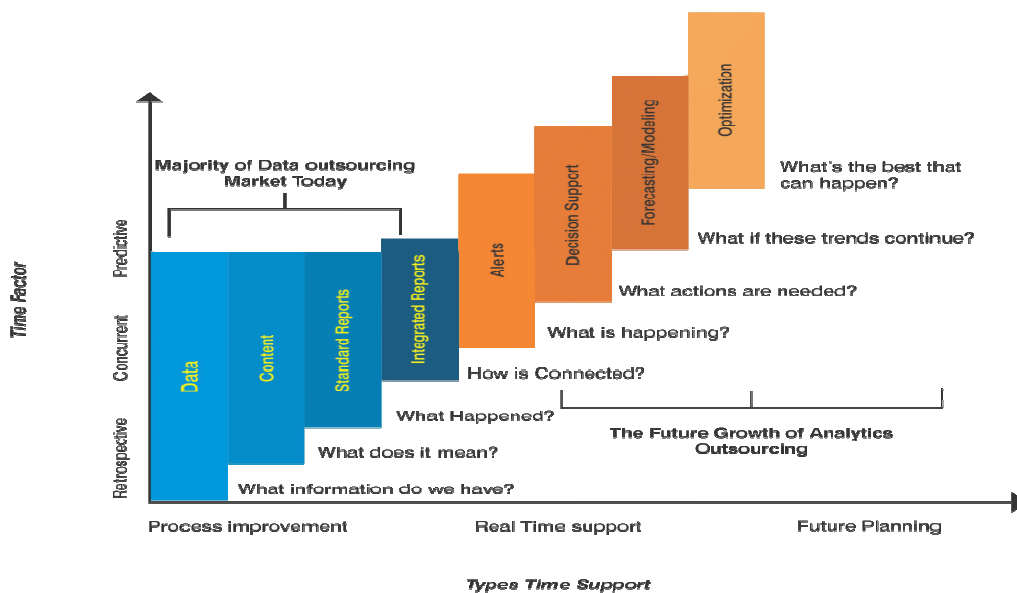 Majority of Data outsourcing
Market Today
Time Factor
Predictive
Concurrent
Retrospective
Data
Content
Standard Reports
Integrated Reports
Alerts
Decision Support
Forecasting/Modeling
Optimization
What's the best that
can happen?
What if these trends continue?
What actions are needed?
What is happening?
How is Connected?
What Happened?
What does it mean?
What information do we have?
The Future Growth of Analytics
Outsourcing
Process improvement
Real Time support
Future Planning
Types Time Support